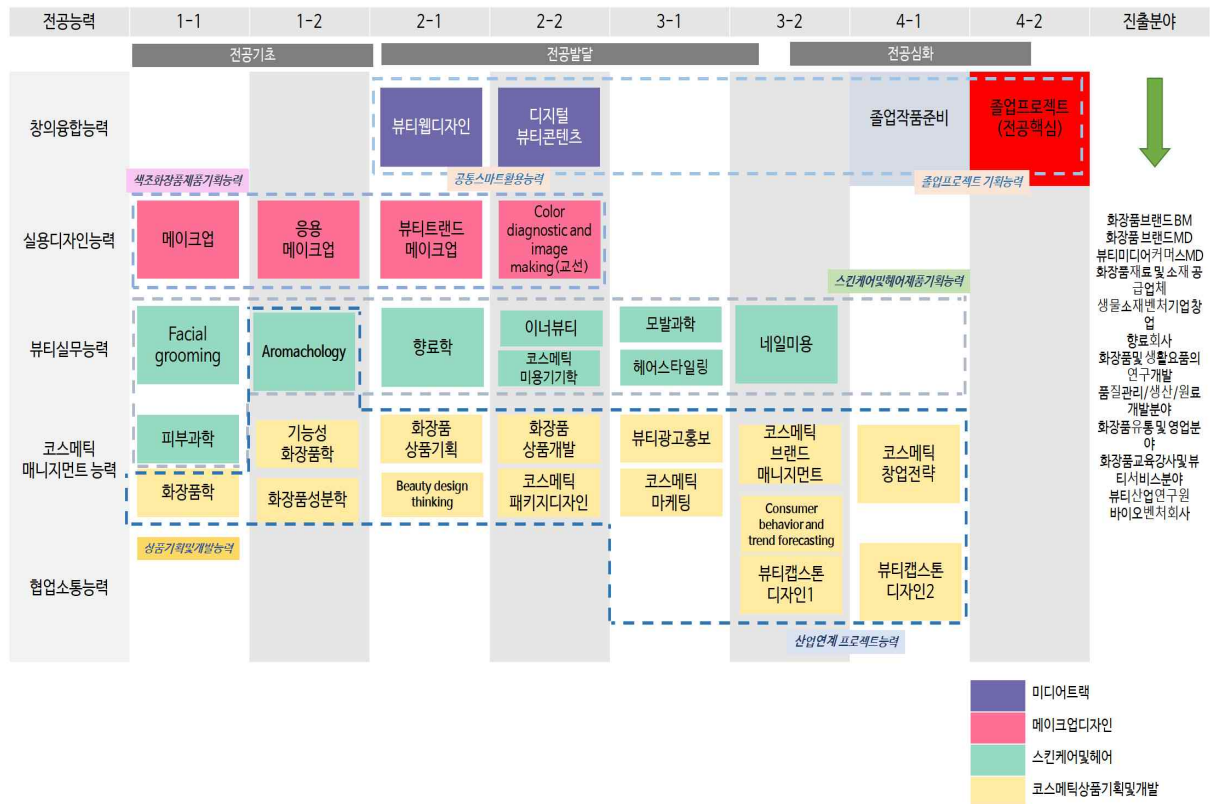 전공능력 1-1 1-2 2-1 2-2 3-1 3-2 4-1 4-2 진출분야
전공기초 전공발달 전공심화
창의융합능력
뷰티웹디자인
디지털
뷰티콘텐츠
졸업작품준비
졸업프로젝트
(전공핵심)
색조화장품제품기획능력
공통스마트활용능력
졸업프로젝트 기획능력
실용디자인능력
메이크업
응용
메이크업
뷰티트랜드
메이크업
Color
diagnostic and
image
making(교선)
스킨케어및헤어제품기획능력
뷰티실무능력
Facial
grooming
Aromachology
향료학
이너뷰티
코스메틱
미용기기학
모발과학
헤어스타일링
네일미용
코스메틱
매니지먼트 능력
피부과학
화장품학
기능성
화장품학
화장품성분학
화장품
상품기획
Beauty design
thinking
화장품
상품개발
코스메틱
패키지디자인
뷰티광고홍보
코스메틱
마케팅
코스메틱
브랜드
매니지먼트
Consumer
behavior and
trend forecasting
코스메틱
창업전략
상품기획및개발능력
협업소통능력
뷰티캡스톤
디자인1
뷰티캡스톤
디자인2
산업연계 프로젝트능력
화장품브랜드BM
화장품 브랜드MD
뷰티미디어커머스MD
화장품재료 및 소재 공
급업체
생물소재벤처기업창
업
향료회사
화장품및 생활요품의
연구개발
품질관리/생산/원료
개발분야
화장품유통 및 영업분
야
화장품교육강사및뷰
티서비스분야
뷰티산업연구원
바이오벤처회사
미디어트랙
메이크업디자인
스킨케어및헤어
코스메틱상품기획및개발